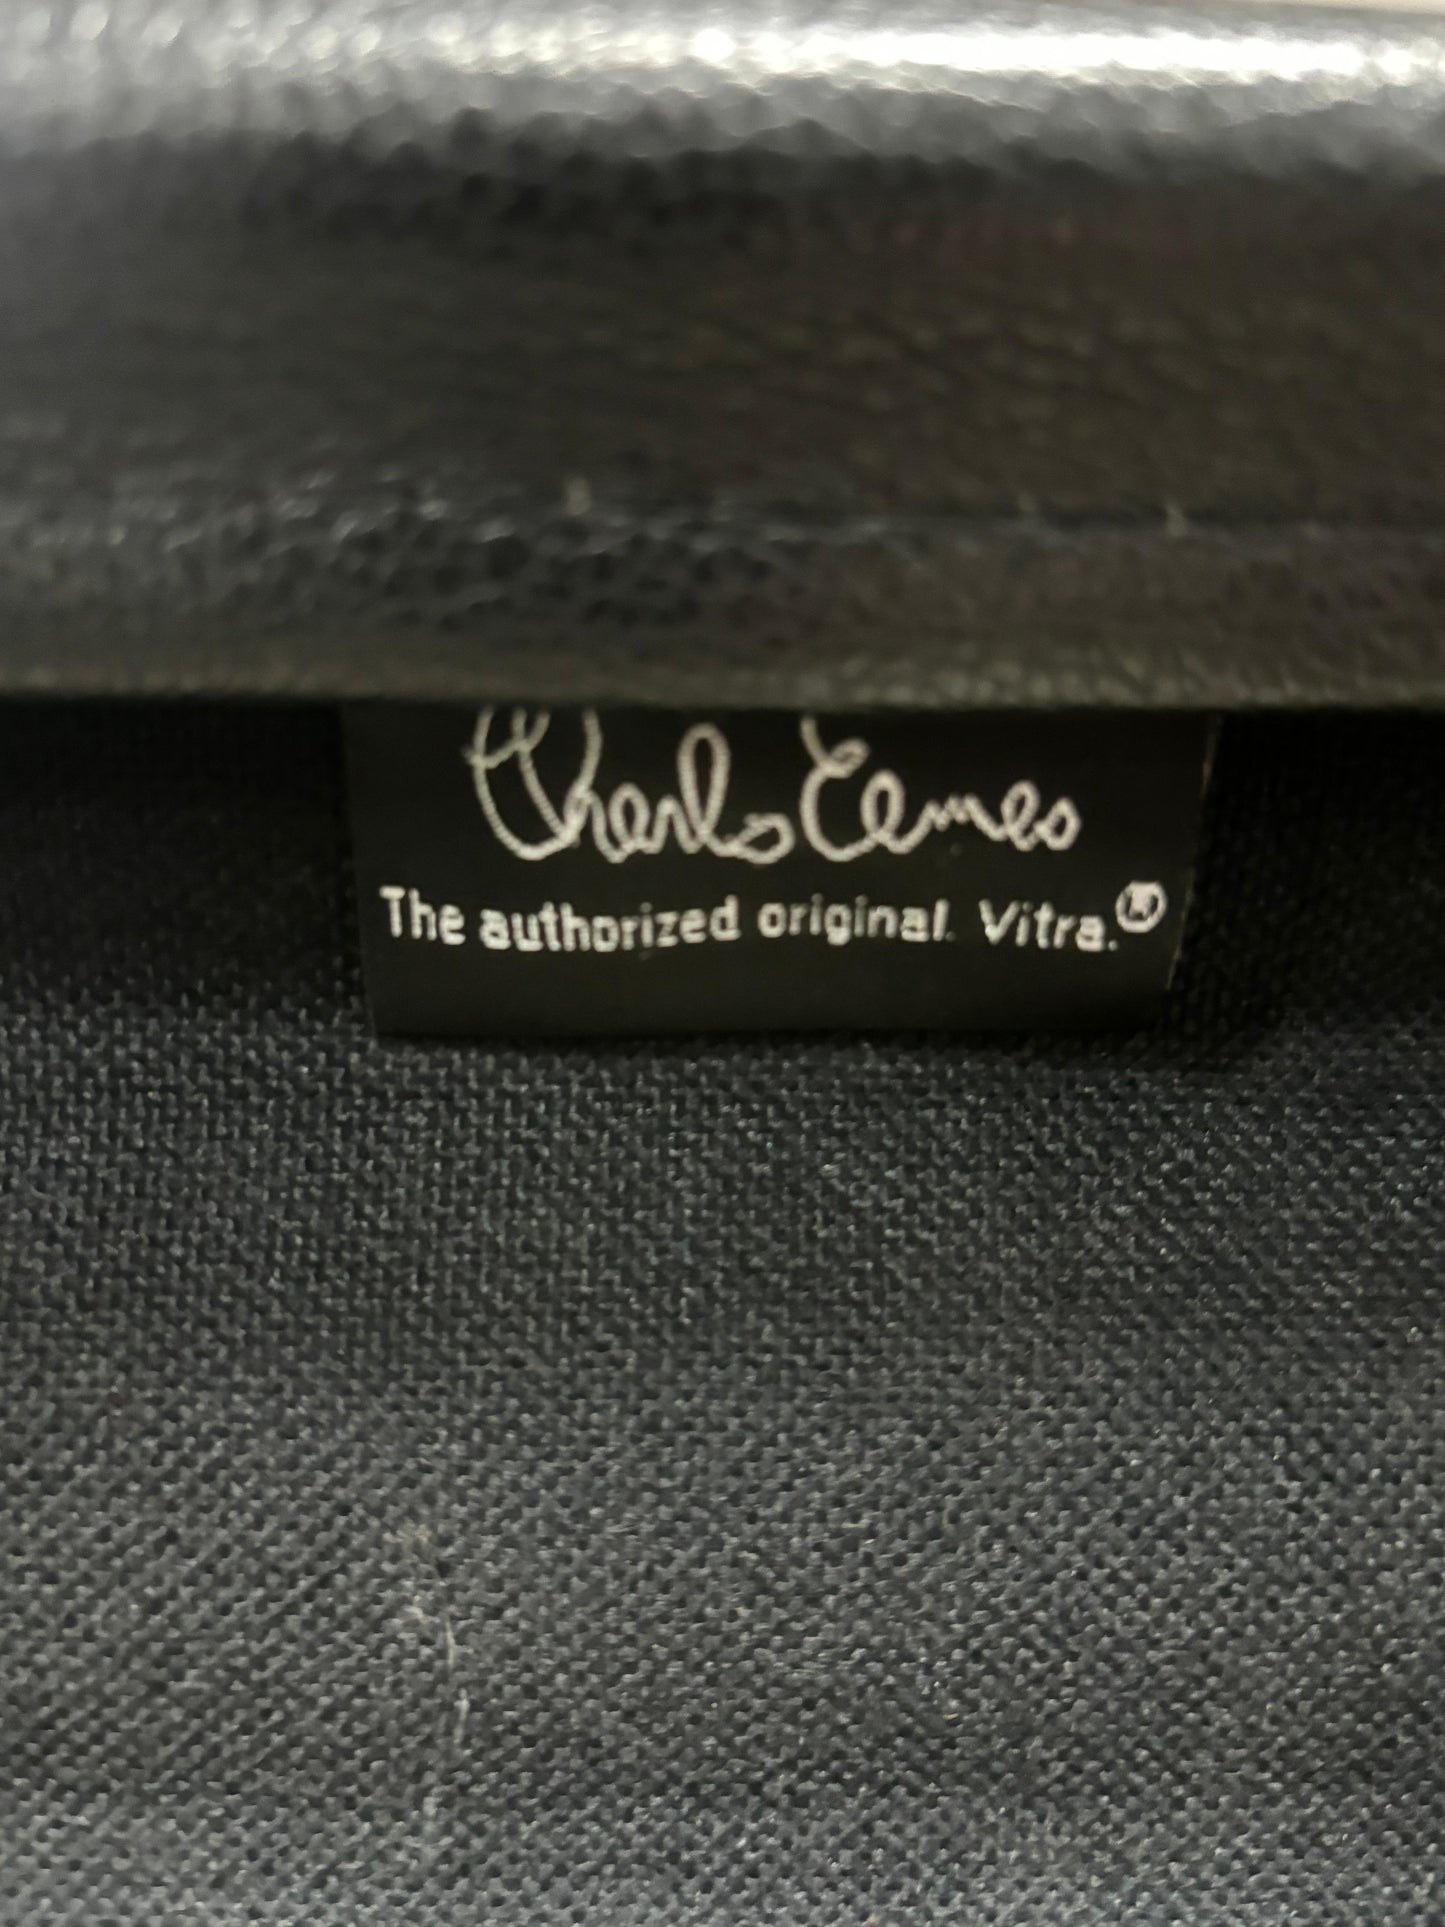 Charles Eames
The authorized original. Vitra.®